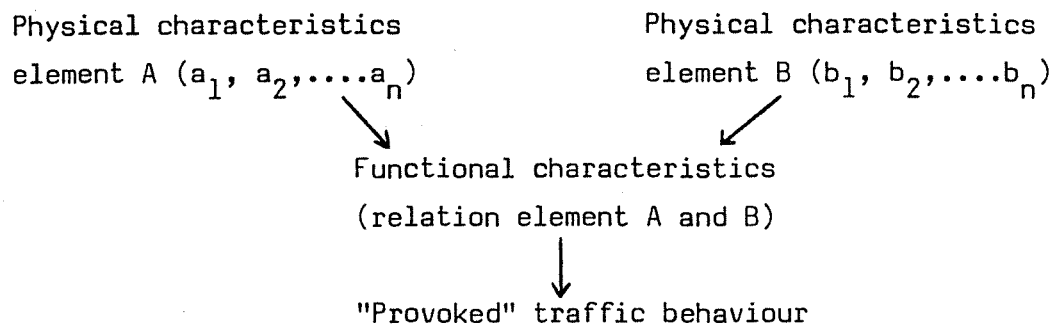 Physical characteristics
element A (a1, a2,....an)
Physical characteristics
element B (b1, b2,....bn)
Functional characteristics
(relation element A and B)
"Provoked" traffic behaviour